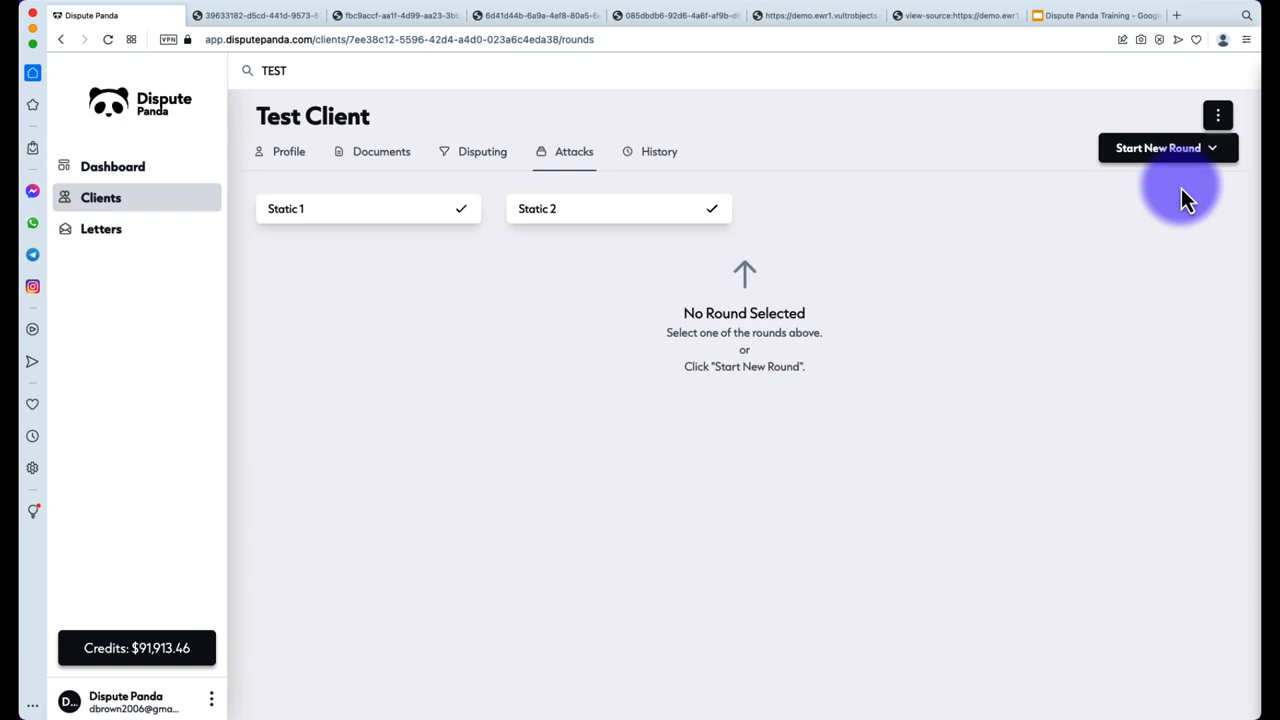 Dispute Panda
39633182-d5cd-441d-9573-8
fbc9accf-aa1f-4d99-aa23-3bb
6d41d44b-6a9a-4ef8-80a5-6
085dbdb6-92d6-4a6f-af9b-d6
https://demo.ewr1.vultrobjects.
view-source:https://demo.ewr1
Dispute Panda Training - Googl
VPN
app.disputepanda.com/clients/7ee38c12-5596-42d4-a4d0-023a6c4eda38/rounds
Dispute
Panda
TEST
Test Client
Profile
Documents
Disputing
Attacks
History
Start New Round
Dashboard
Clients
Letters
Static 1
Static 2
No Round Selected
Select one of the rounds above.
or
Click "Start New Round".
Credits: $91,913.46
D...
Dispute Panda
dbrown2006@gma...